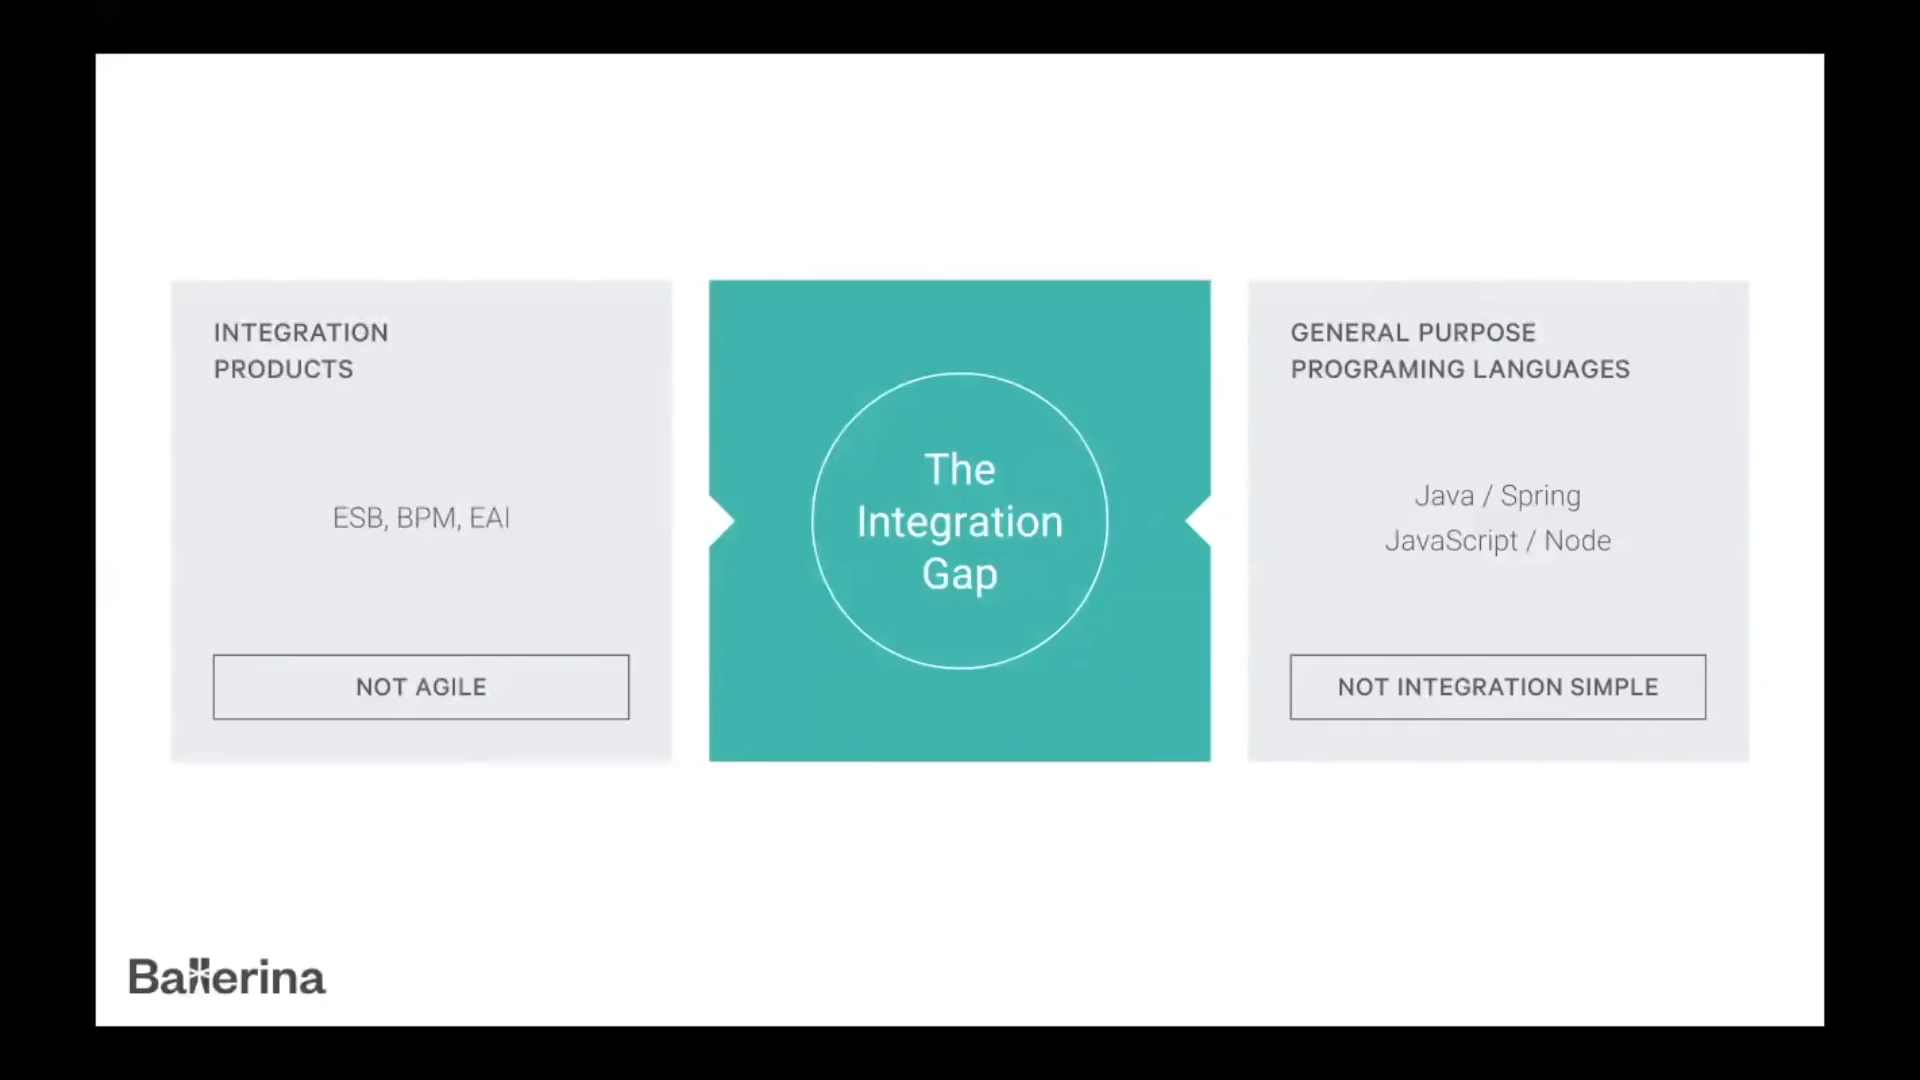 INTEGRATION
PRODUCTS
ESB, BPM, EAI
NOT AGILE
The
Integration
Gap
GENERAL PURPOSE
PROGRAMING LANGUAGES
Java / Spring
JavaScript / Node
NOT INTEGRATION SIMPLE
Ballerina